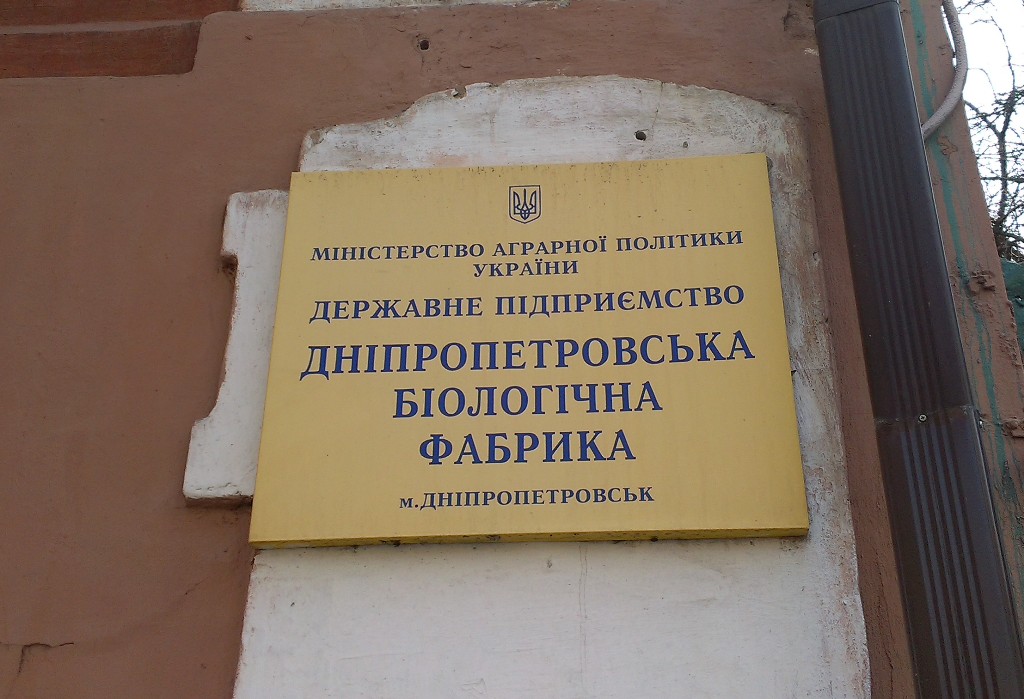 МІНІСТЕРСТВО АГРАРНОЇ ПОЛІТИКИ
УКРАЇНИ
ДЕРЖАВНЕ ПІДПРИЄМСТВО
ДНІПРОПЕТРОВСЬКА
БІОЛОГІЧНА
ФАБРИКА
м.ДНІПРОПЕТРОВСЬК